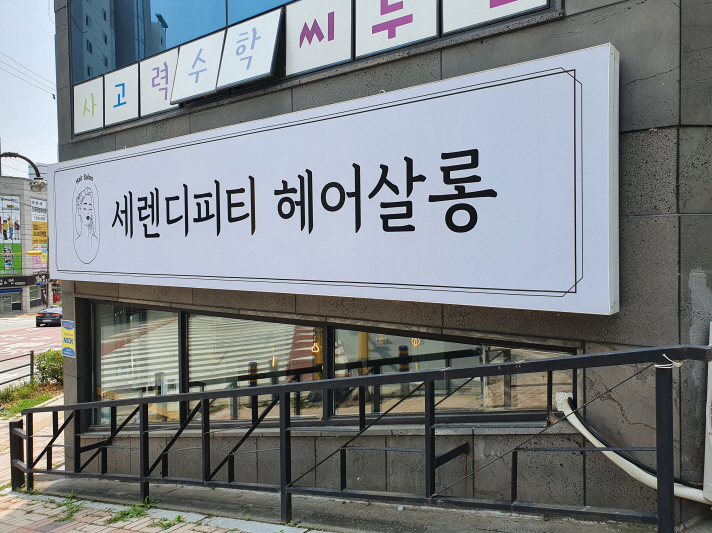 사고력수학 씨투
Hair Salon
세렌디피티 헤어살롱